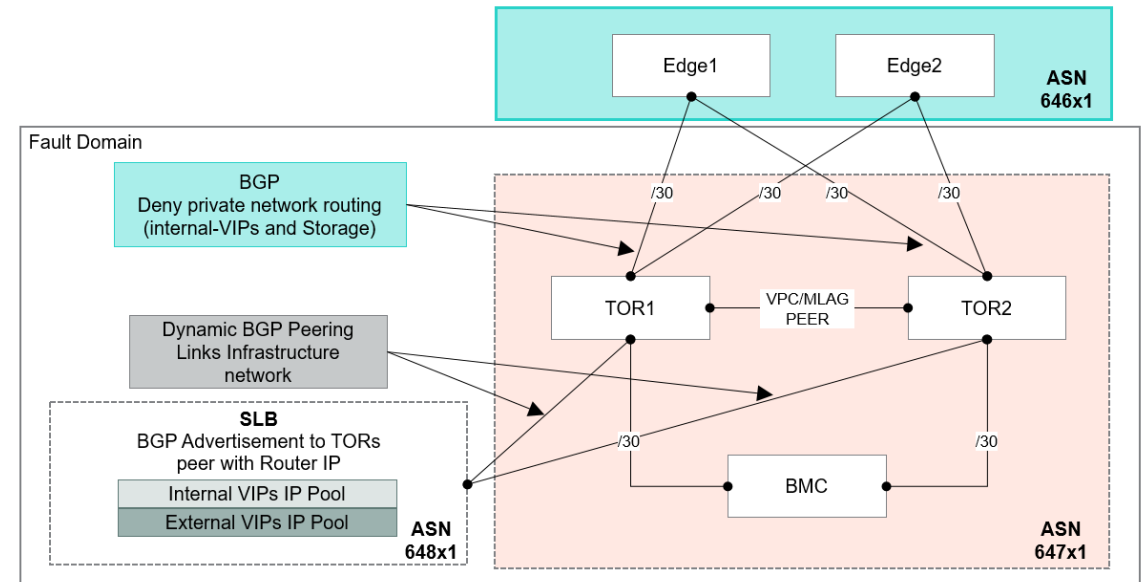 Edge1
Edge2
ASN
646x1
Fault Domain
BGP
Deny private network routing
(internal-VIPs and Storage)
/30
/30
/30
/30
TOR1
VPC/MLAG
PEER
TOR2
Dynamic BGP Peering
Links Infrastructure
network
SLB
BGP Advertisement to TORs
peer with Router IP
Internal VIPs IP Pool
External VIPs IP Pool
ASN
648x1
/30
/30
BMC
ASN
647x1